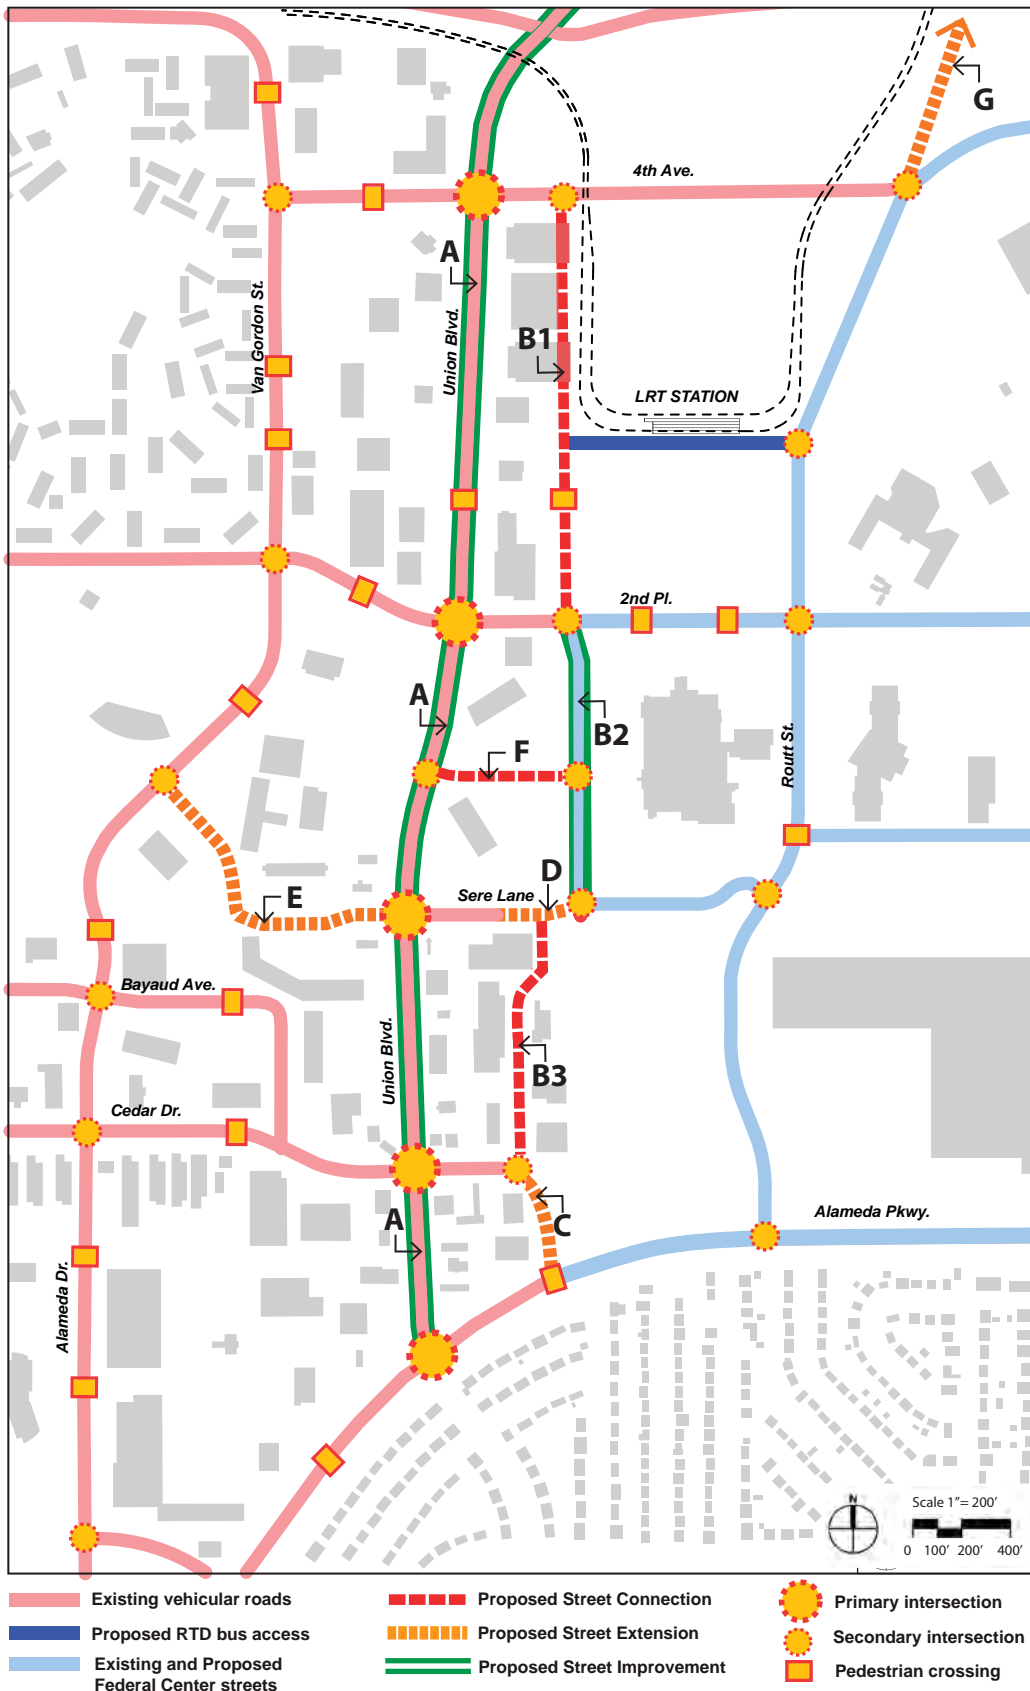 G
4th Ave.
A
Union Blvd.
Van Gordon St.
B1
LRT STATION
2nd Pl.
A
B2
F
Routt St.
D
Sere Lane
E
Bayaud Ave.
Union Blvd.
B3
Cedar Dr.
A
C
Alameda Pkwy.
Alameda Dr.
N
Scale 1"= 200'
0 100' 200' 400'
Existing vehicular roads
Proposed RTD bus access
Existing and Proposed
Federal Center streets
Proposed Street Connection
Proposed Street Extension
Proposed Street Improvement
Primary intersection
Secondary intersection
Pedestrian crossing